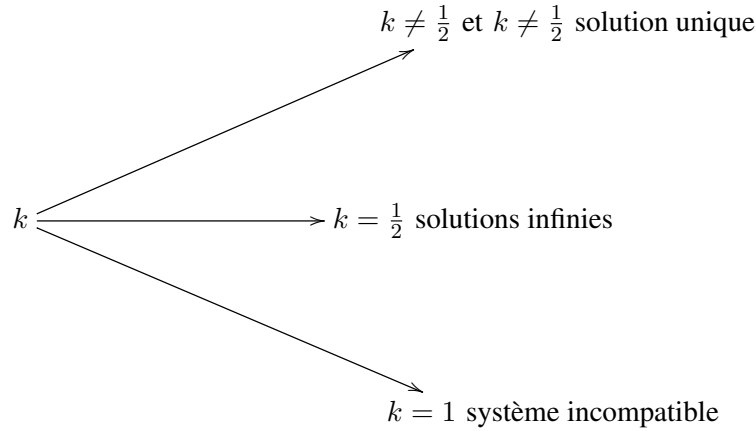 k ≠ 1/2 et k ≠ 1/2 solution unique
k
k = 1/2 solutions infinies
k = 1 système incompatible